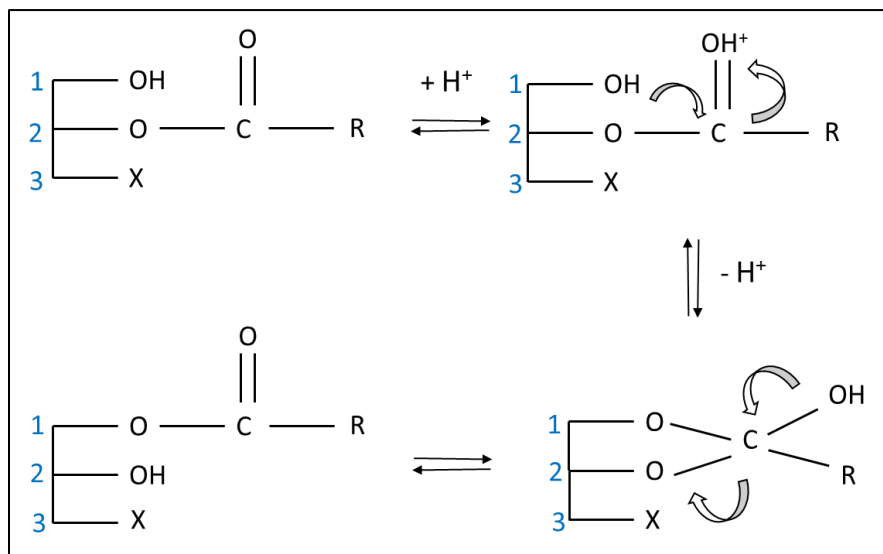 O
1 OH
2 O C R
3 X
+ H⁺
OH⁺
1 OH
2 O C R
3 X
- H⁺
O
1 O C R
2 OH
3 X
OH
1 O
C
2 O
R
3 X